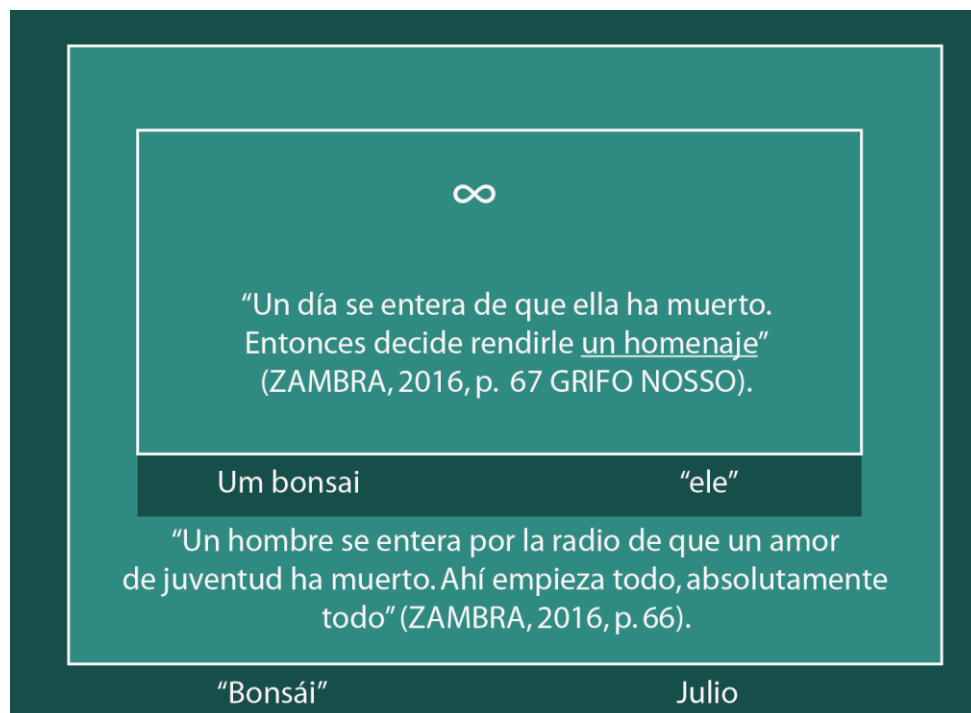 ∞
“Un día se entera de que ella ha muerto.
Entonces decide rendirle un homenaje”
(ZAMBRA, 2016, p. 67 GRIFO NOSSO).
Um bonsai “ele”
“Un hombre se entera por la radio de que un amor
de juventud ha muerto. Ahí empieza todo, absolutamente
todo” (ZAMBRA, 2016, p. 66).
“Bonsái” Julio